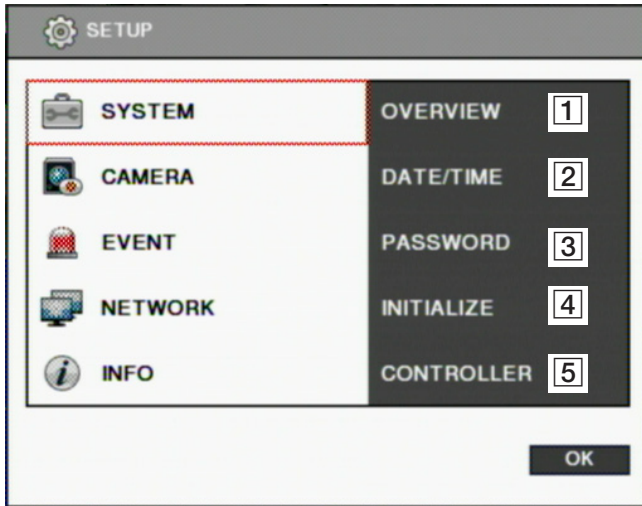 SETUP
SYSTEM OVERVIEW 1
CAMERA DATE/TIME 2
EVENT PASSWORD 3
NETWORK INITIALIZE 4
INFO CONTROLLER 5
OK